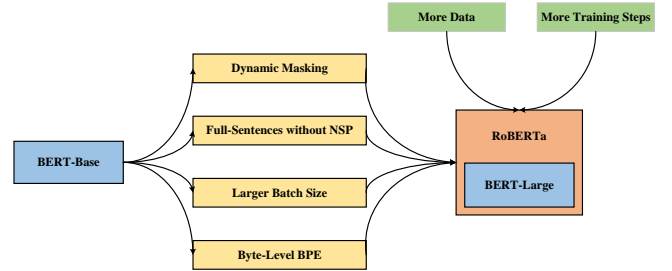 More Data
More Training Steps
Dynamic Masking
Full-Sentences without NSP
BERT-Base
Larger Batch Size
Byte-Level BPE
RoBERTa
BERT-Large